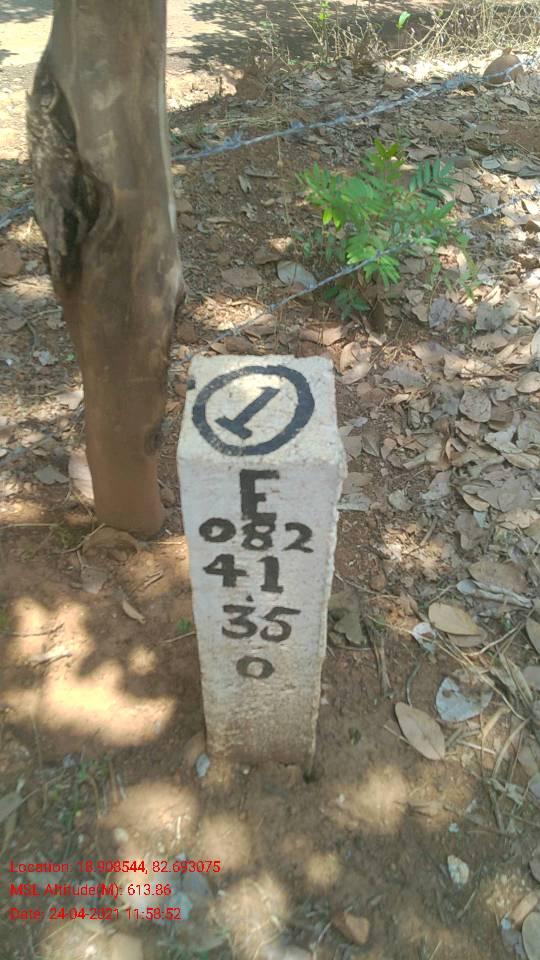 1
E
082
41
35
0
Location: 18.908544, 82.693075
MSL Altitude(M): 613.86
Date: 24-04-2021 11:58:52